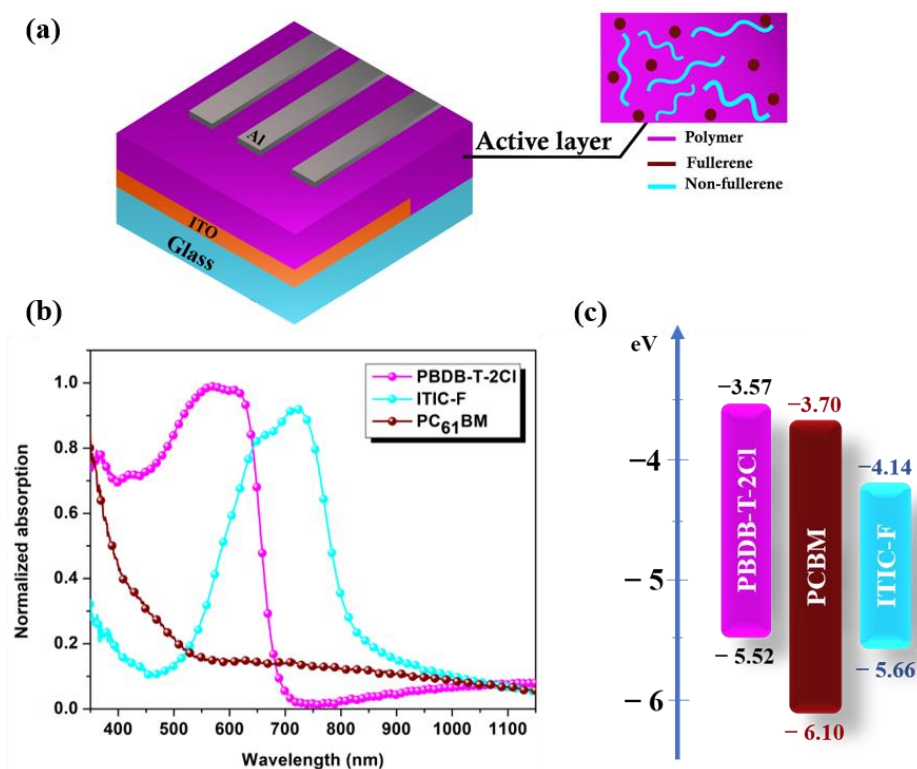 (a)
Al
ITO
Glass
Active layer
Polymer
Fullerene
Non-fullerene
(b)
Normalized absorption
1.0
0.8
0.6
0.4
0.2
0.0
PBDB-T-2Cl
ITIC-F
PC₆₁BM
400 500 600 700 800 900 1000 1100
Wavelength (nm)
(c)
eV
−4
−5
−6
−3.57
PBDB-T-2Cl
−5.52
−3.70
PCBM
−6.10
−4.14
ITIC-F
−5.66